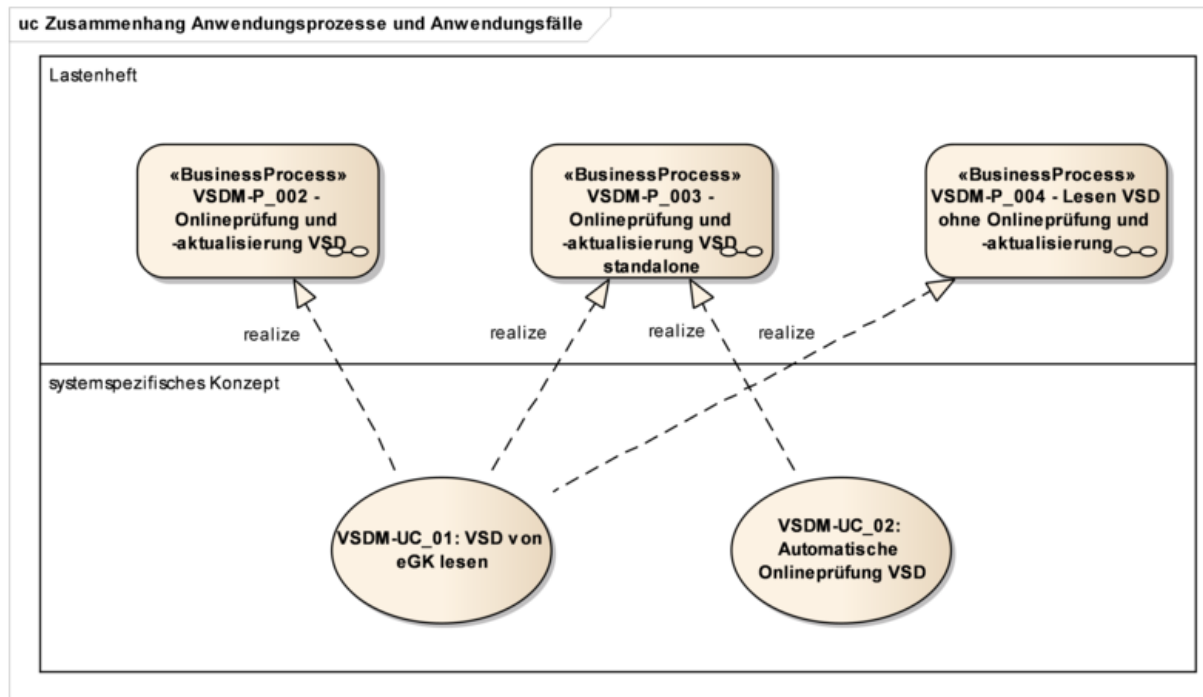 uc Zusammenhang Anwendungsprozesse und Anwendungsfälle
Lastenheft
«BusinessProcess»
VSDM-P_002 -
Onlineprüfung und
-aktualisierung VSD
«BusinessProcess»
VSDM-P_003 -
Onlineprüfung und
-aktualisierung VSD
standalone
«BusinessProcess»
VSDM-P_004 - Lesen VSD
ohne Onlineprüfung und
-aktualisierung
realize
realize
realize
realize
systemspezifisches Konzept
VSDM-UC_01: VSD von
eGK lesen
VSDM-UC_02:
Automatische
Onlineprüfung VSD